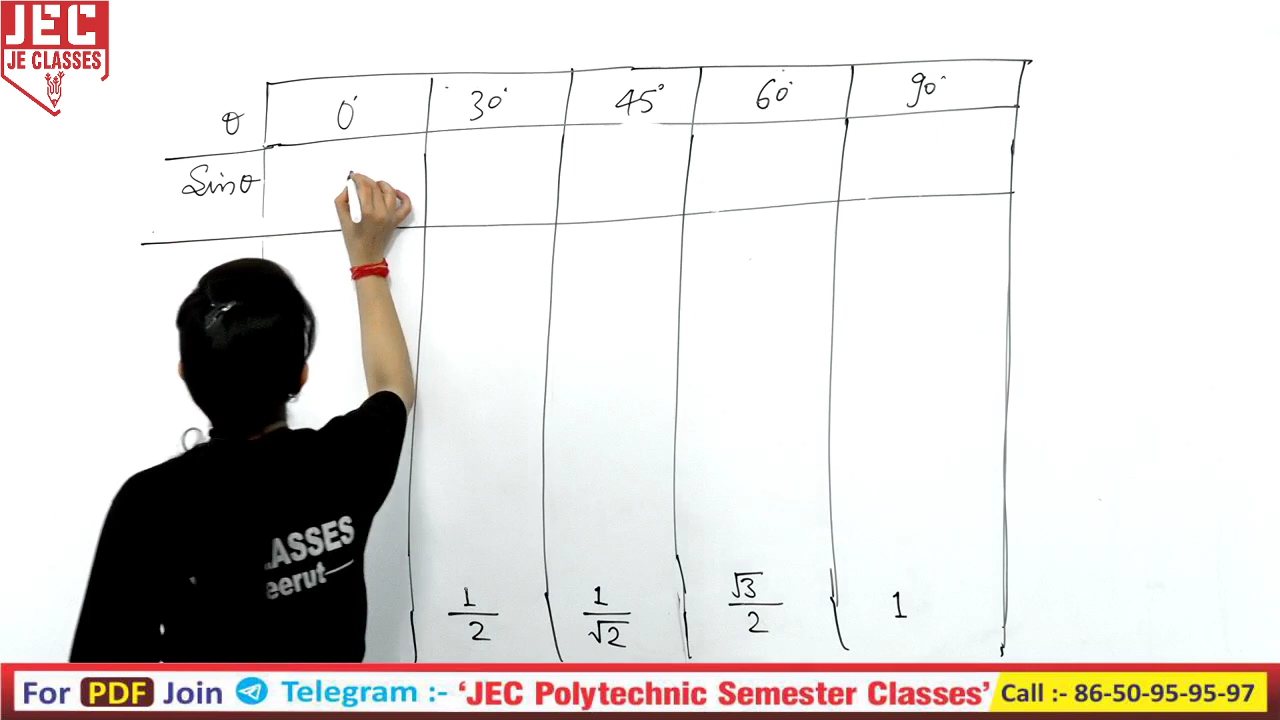 JEC
JE CLASSES
θ 0° 30° 45° 60° 90°
Sinθ
LASSES
eerut
1/2 1/√2 √3/2 1
For PDF Join Telegram :- ‘JEC Polytechnic Semester Classes’ Call :- 86-50-95-95-97